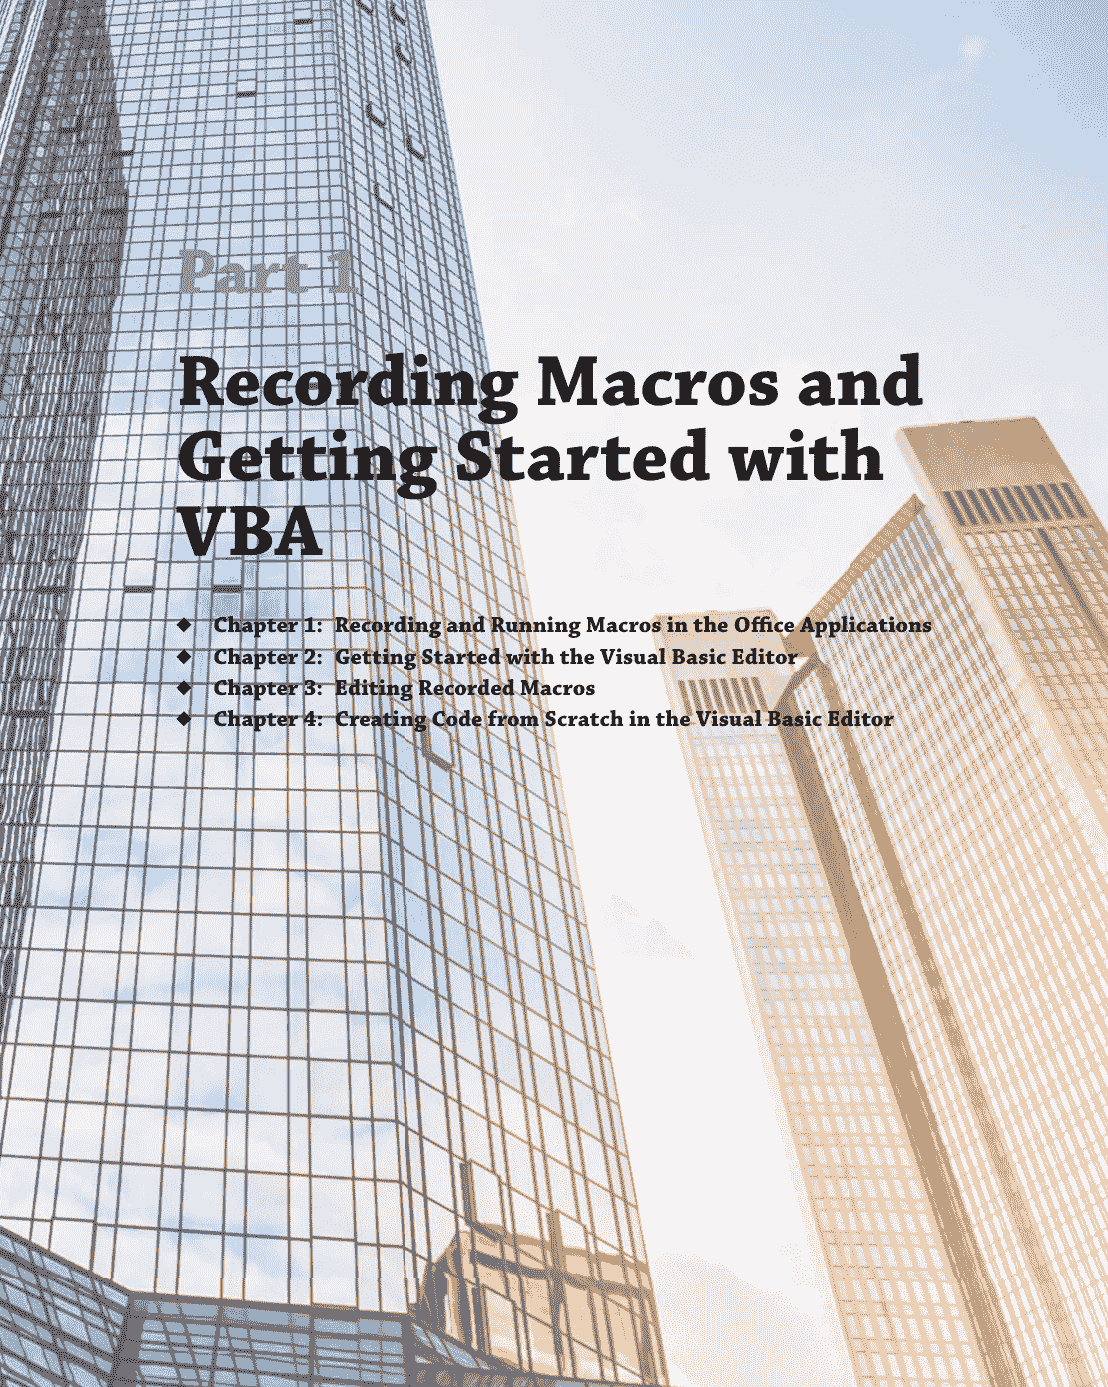 Part 1
Recording Macros and
Getting Started with
VBA
◆ Chapter 1: Recording and Running Macros in the Office Applications
◆ Chapter 2: Getting Started with the Visual Basic Editor
◆ Chapter 3: Editing Recorded Macros
◆ Chapter 4: Creating Code from Scratch in the Visual Basic Editor